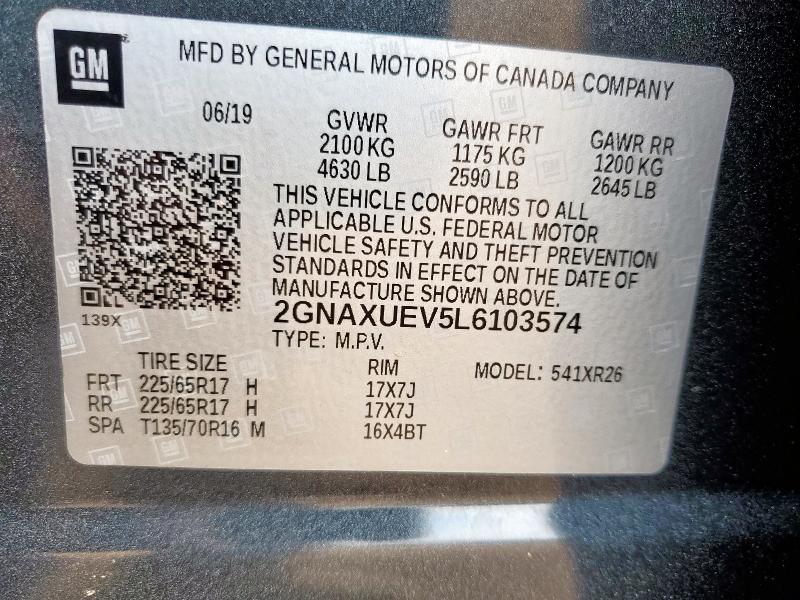 GM
MFD BY GENERAL MOTORS OF CANADA COMPANY
06/19
GVWR GAWR FRT GAWR RR
2100 KG 1175 KG 1200 KG
4630 LB 2590 LB 2645 LB
THIS VEHICLE CONFORMS TO ALL
APPLICABLE U.S. FEDERAL MOTOR
VEHICLE SAFETY AND THEFT PREVENTION
STANDARDS IN EFFECT ON THE DATE OF
MANUFACTURE SHOWN ABOVE.
139X
2GNAXUEV5L6103574
TYPE: M.P.V.
TIRE SIZE RIM MODEL: 541XR26
FRT 225/65R17 H 17X7J
RR 225/65R17 H 17X7J
SPA T135/70R16 M 16X4BT